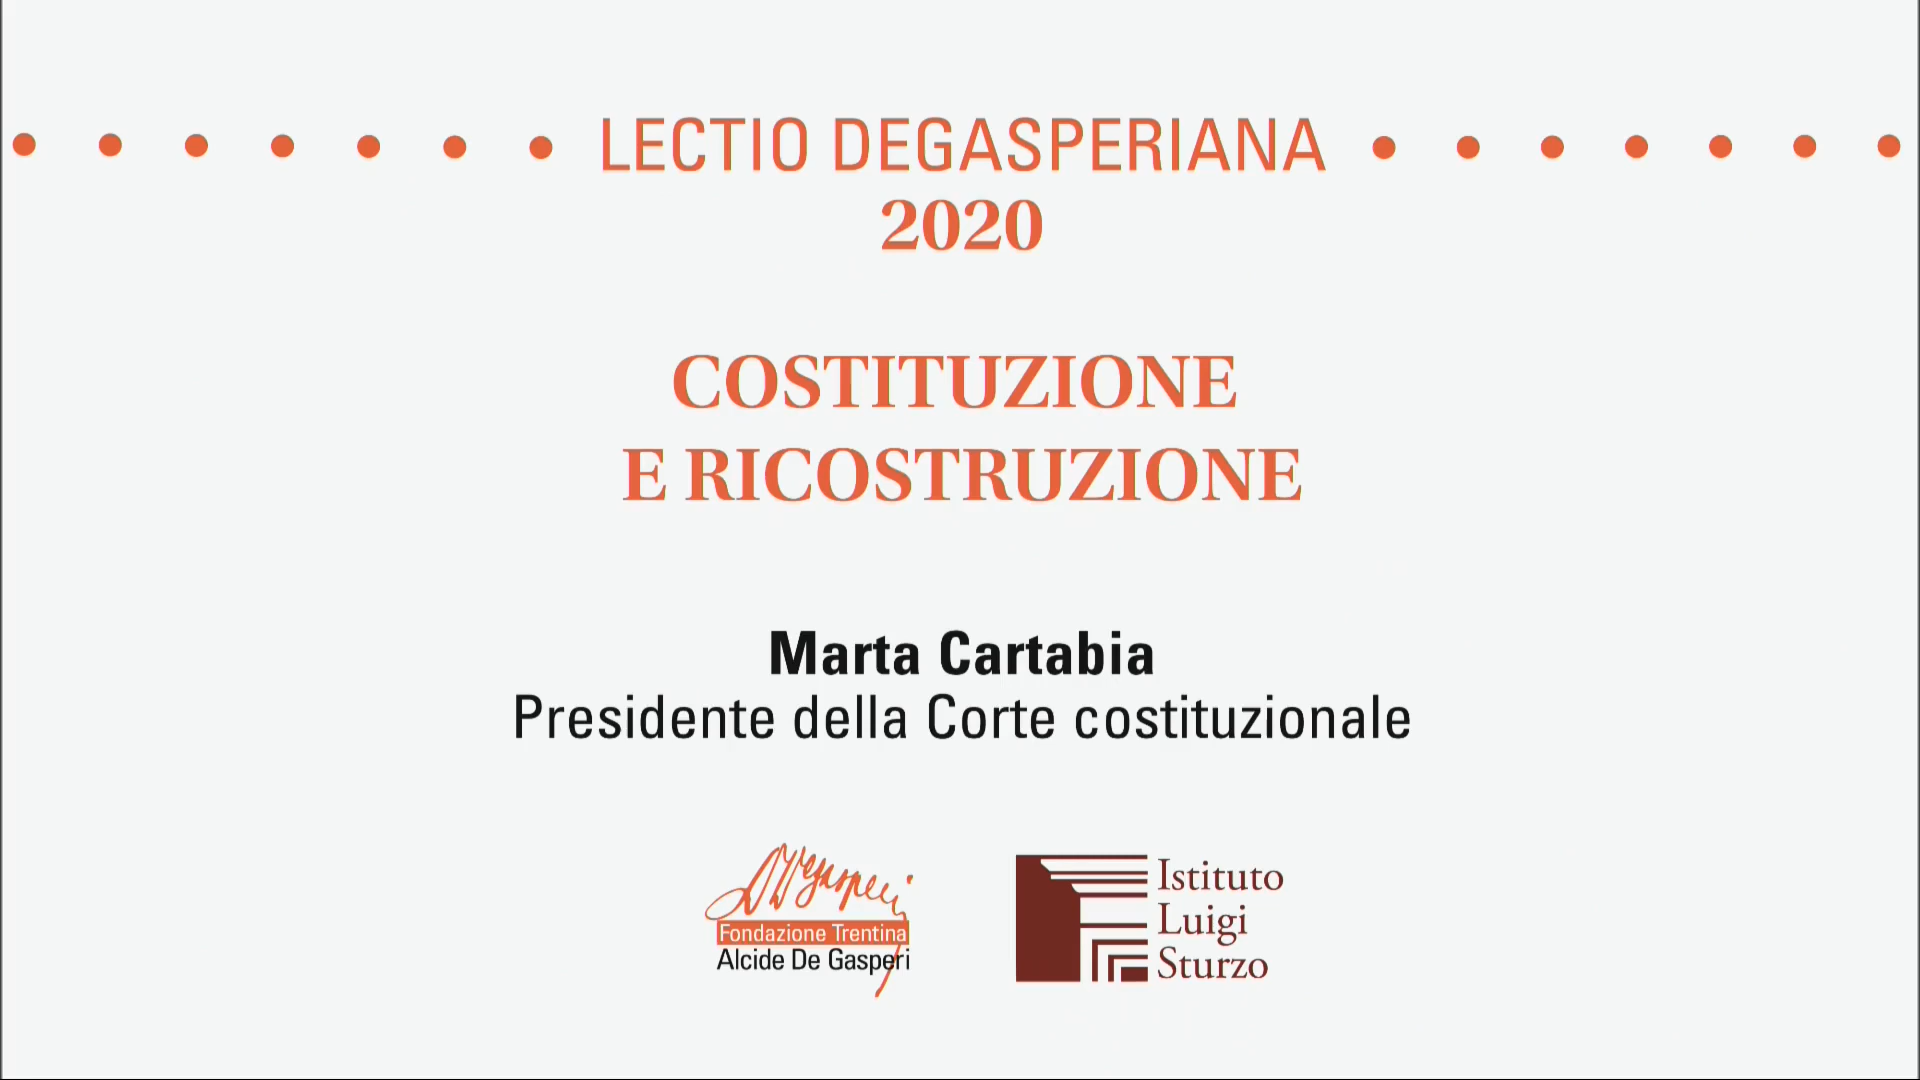 LECTIO DEGASPERIANA
2020
COSTITUZIONE
E RICOSTRUZIONE
Marta Cartabia
Presidente della Corte costituzionale
Degasperi
Fondazione Trentina
Alcide De Gasperi
Istituto
Luigi
Sturzo